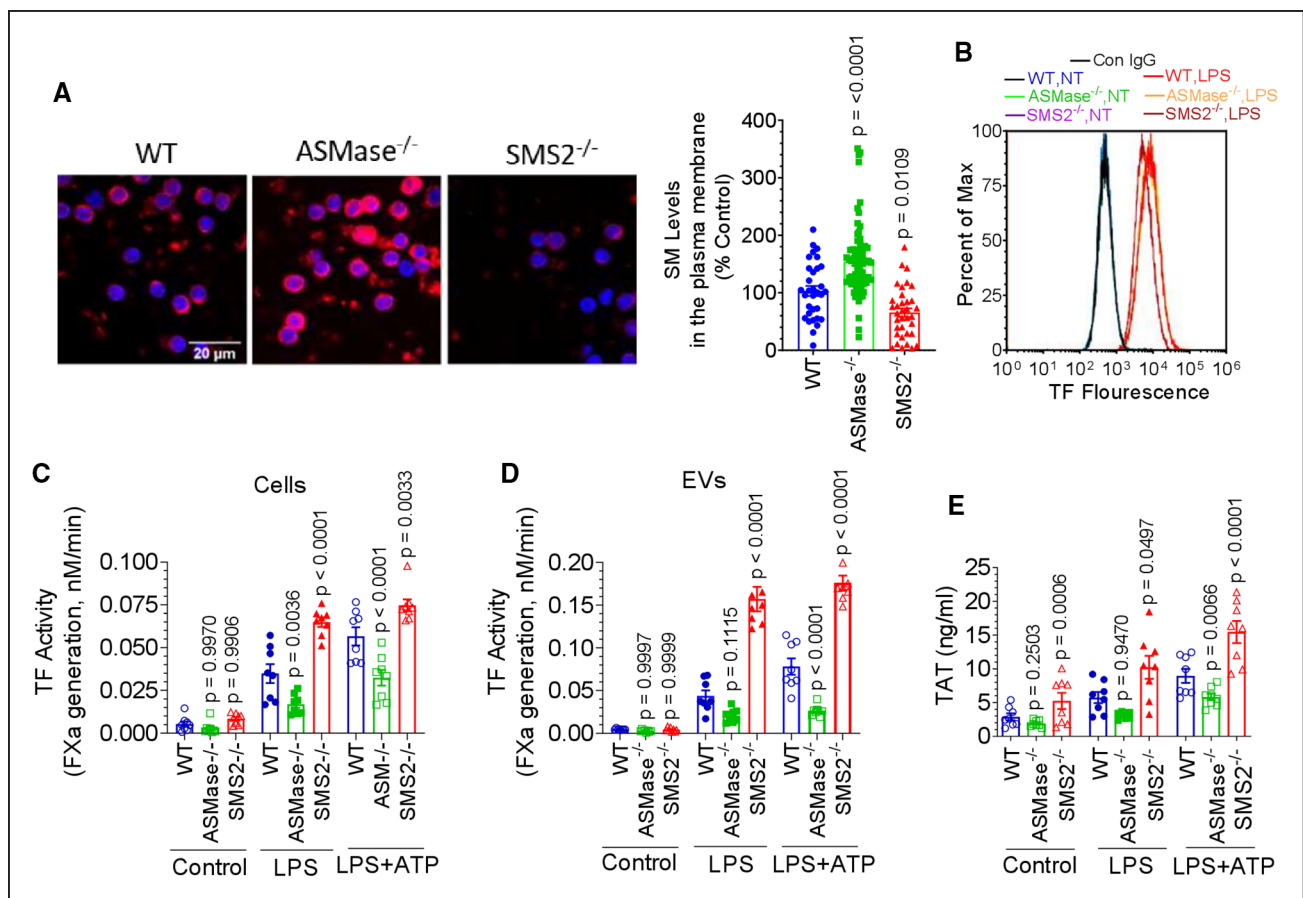 A
WT
ASMase-/-
SMS2-/-
20 µm
SM Levels
in the plasma membrane
(% Control)
400
300
200
100
0
p = <0.0001
p = 0.0109
WT
ASMase-/-
SMS2-/-
B
Con IgG
WT,NT
WT,LPS
ASMase-/-,NT
ASMase-/-,LPS
SMS2-/-,NT
SMS2-/-,LPS
Percent of Max
100
75
50
25
0
10^0 10^1 10^2 10^3 10^4 10^5 10^6
TF Flourescence
C
Cells
TF Activity
(FXa generation, nM/min)
0.100
0.075
0.050
0.025
0.000
p = 0.9970
p = 0.9906
p = 0.0036
p < 0.0001
p < 0.0001
p = 0.0033
WT
ASMase-/-
SMS2-/-
WT
ASMase-/-
SMS2-/-
WT
ASM-/-
SMS2-/-
Control
LPS
LPS+ATP
D
EVs
TF Activity
(FXa generation, nM/min)
0.20
0.15
0.10
0.05
0.00
p = 0.9997
p = 0.9999
p = 0.1115
p < 0.0001
p < 0.0001
p < 0.0001
WT
ASMase-/-
SMS2-/-
WT
ASMase-/-
SMS2-/-
WT
ASMase-/-
SMS2-/-
Control
LPS
LPS+ATP
E
TAT (ng/ml)
25
20
15
10
5
0
p = 0.2503
p = 0.0006
p = 0.9470
p = 0.0497
p = 0.0066
p < 0.0001
WT
ASMase-/-
SMS2-/-
WT
ASMase-/-
SMS2-/-
WT
ASMase-/-
SMS2-/-
Control
LPS
LPS+ATP